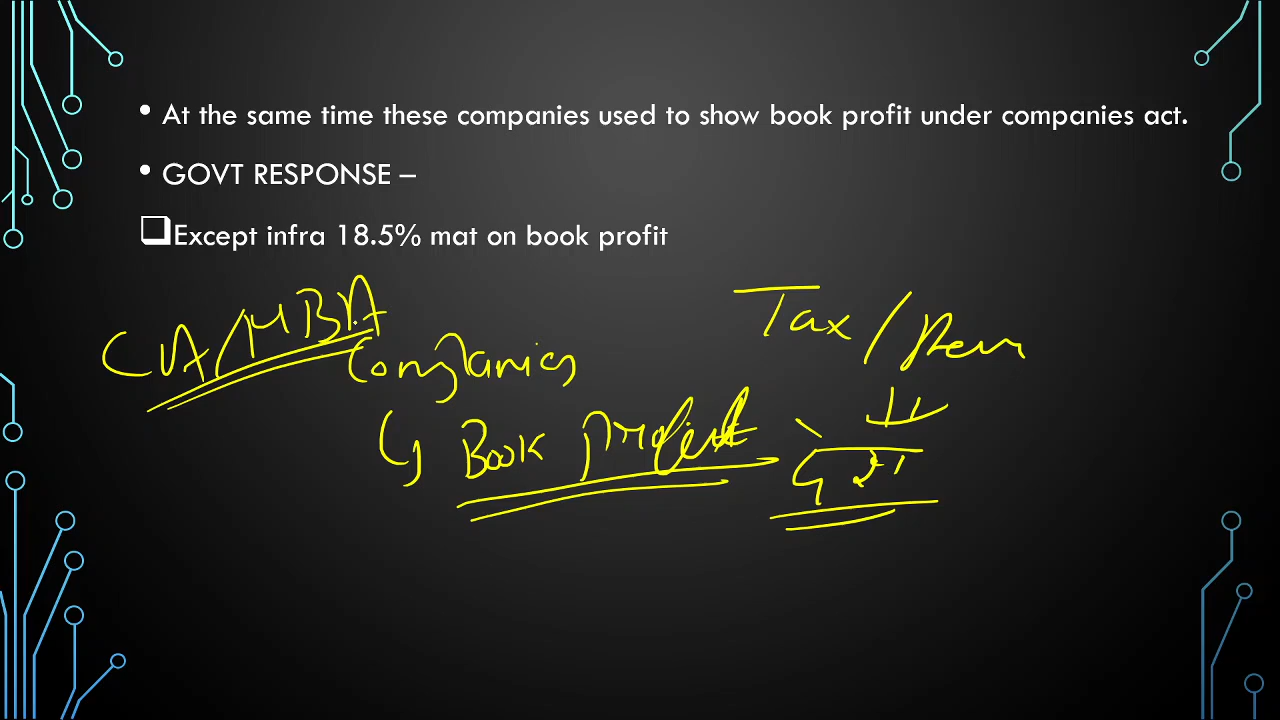 • At the same time these companies used to show book profit under companies act.
• GOVT RESPONSE –
❑Except infra 18.5% mat on book profit
CA/MBA
Companies
Tax /
Book profit